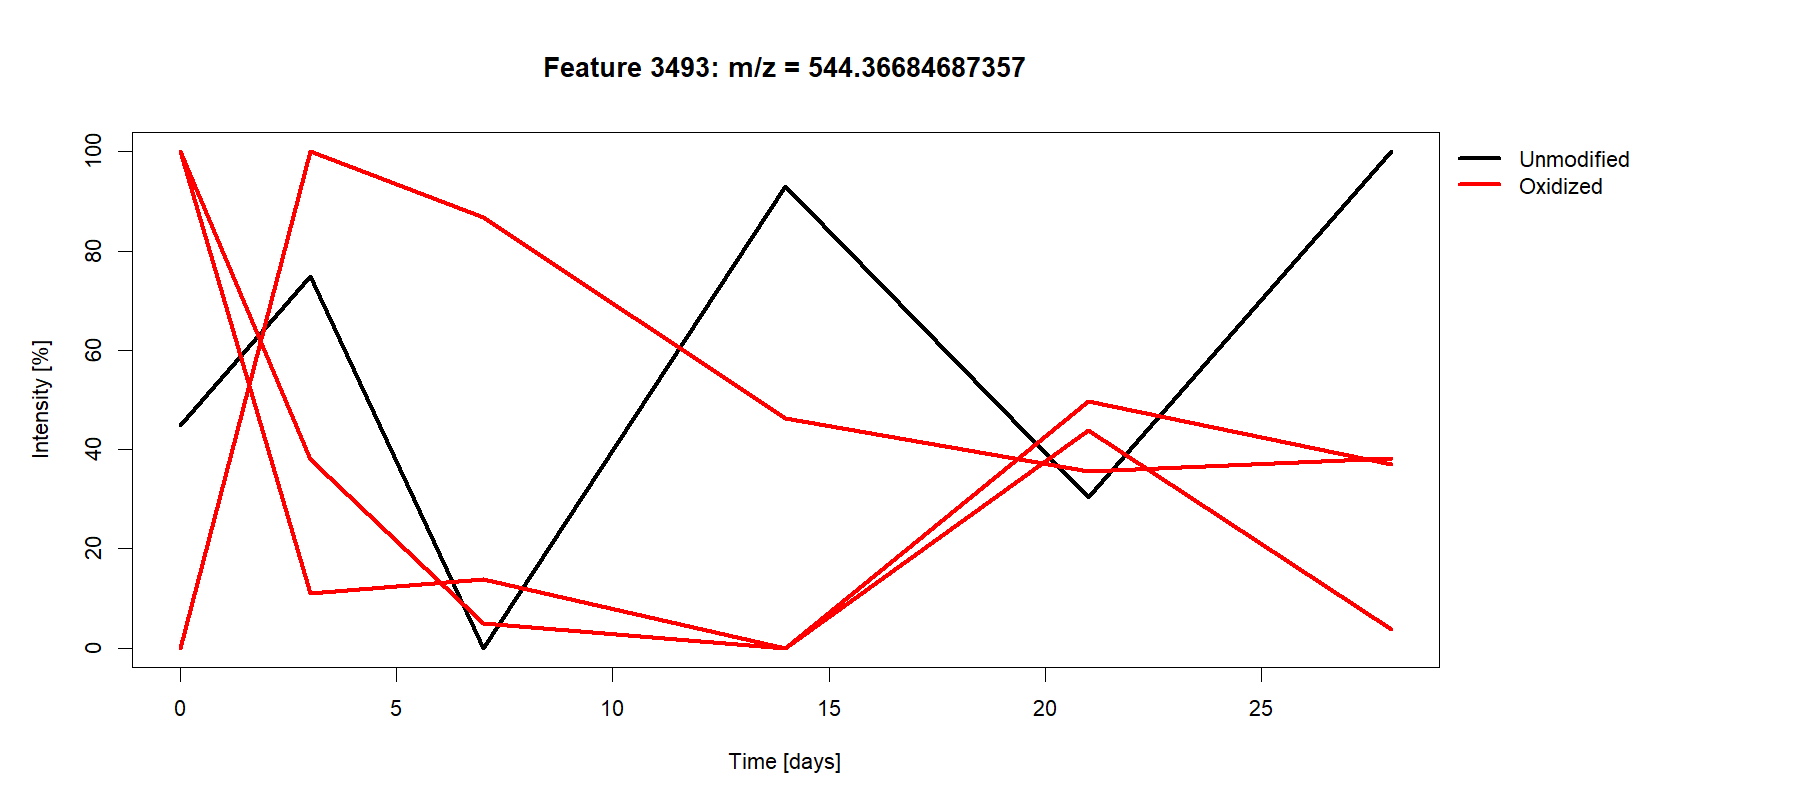 Feature 3493: m/z = 544.36684687357
Unmodified
Oxidized
Intensity [%]
100
80
60
40
20
0
0 5 10 15 20 25
Time [days]